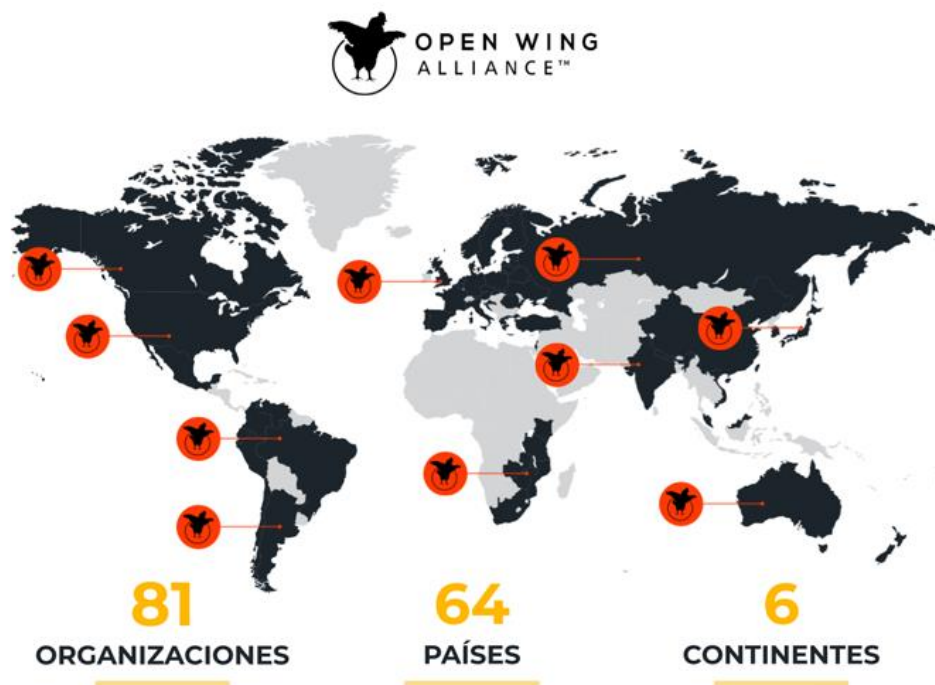 OPEN WING
ALLIANCE™
81
ORGANIZACIONES
64
PAÍSES
6
CONTINENTES